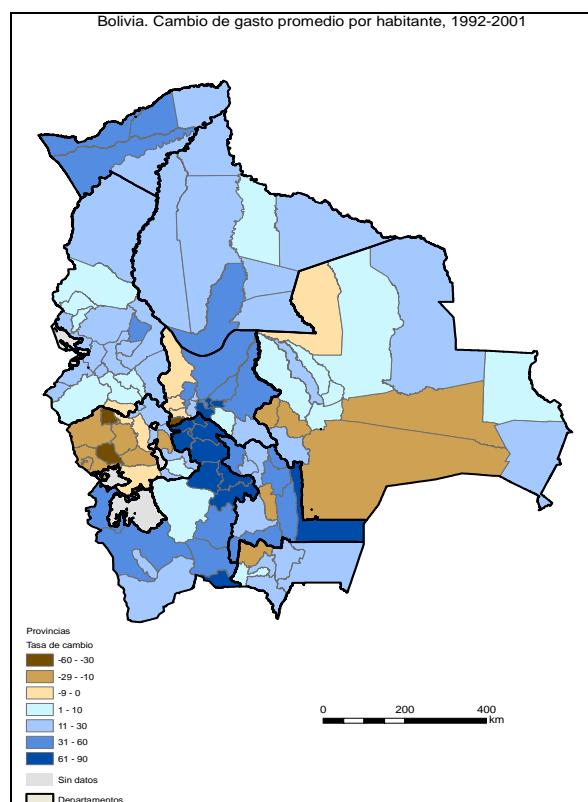 Bolivia. Cambio de gasto promedio por habitante, 1992-2001
Provincias
Tasa de cambio
-60 - -30
-29 - -10
-9 - 0
1 - 10
11 - 30
31 - 60
61 - 90
Sin datos
Departamentos
0 200 400
km